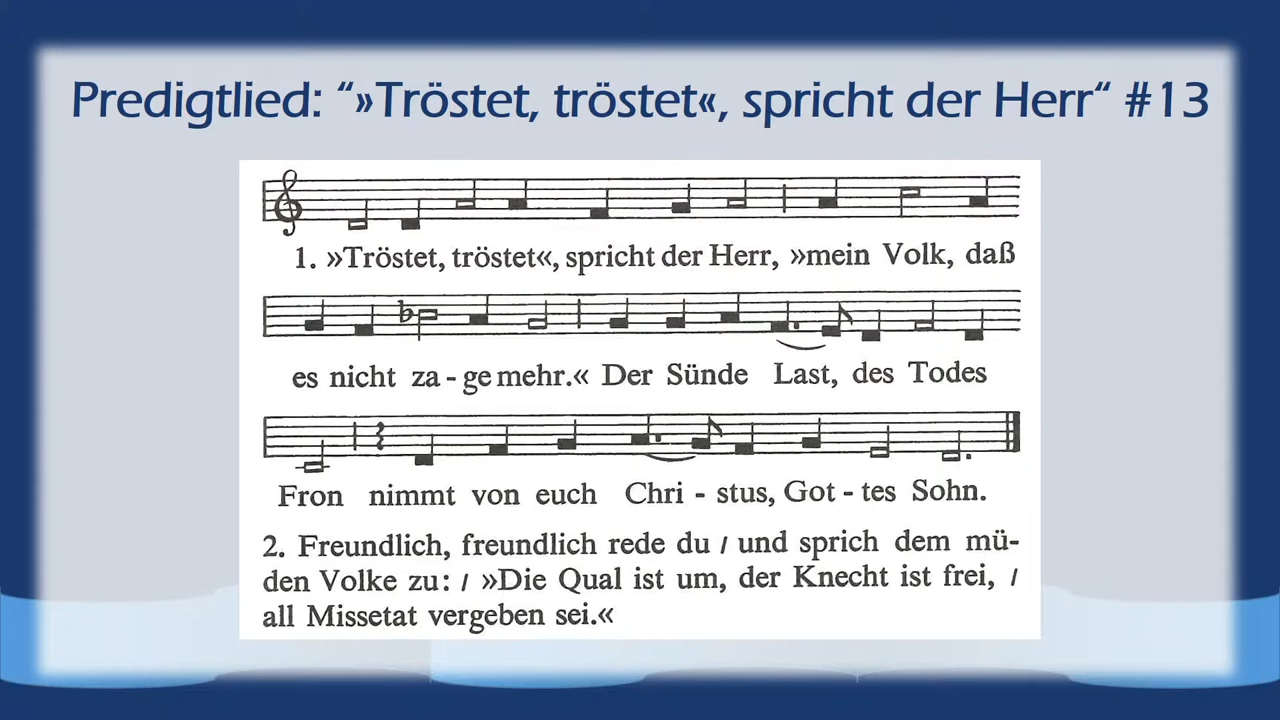 Predigtlied: “»Tröstet, tröstet«, spricht der Herr“ #13
1. »Tröstet, tröstet«, spricht der Herr, »mein Volk, daß
es nicht za - ge mehr.« Der Sünde Last, des Todes
Fron nimmt von euch Chri - stus, Got - tes Sohn.
2. Freundlich, freundlich rede du / und sprich dem mü-
den Volke zu: / »Die Qual ist um, der Knecht ist frei, /
all Missetat vergeben sei.«